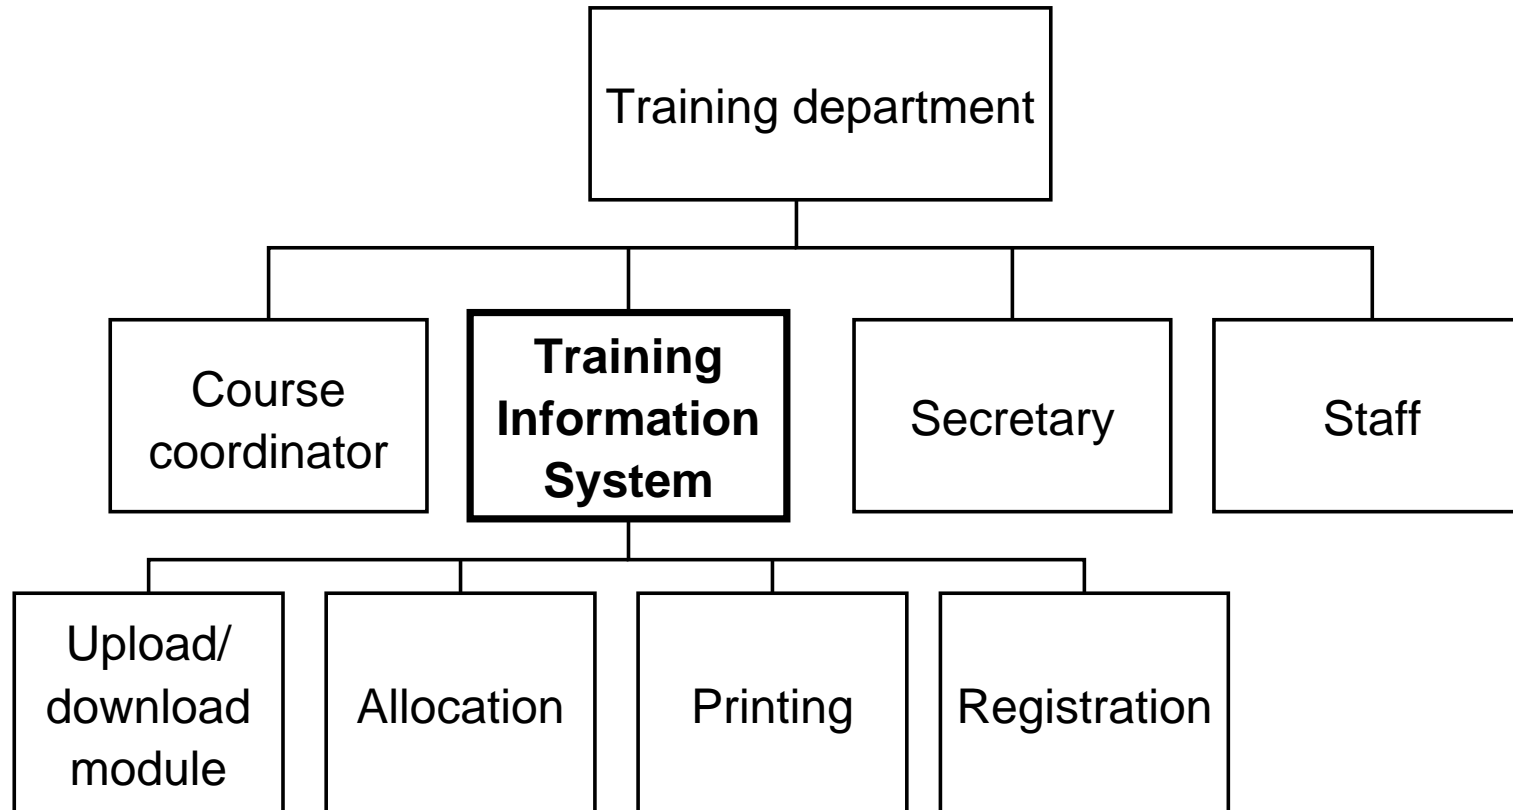 Training department
Course
coordinator
Training
Information
System
Secretary
Staff
Upload/
download
module
Allocation
Printing
Registration